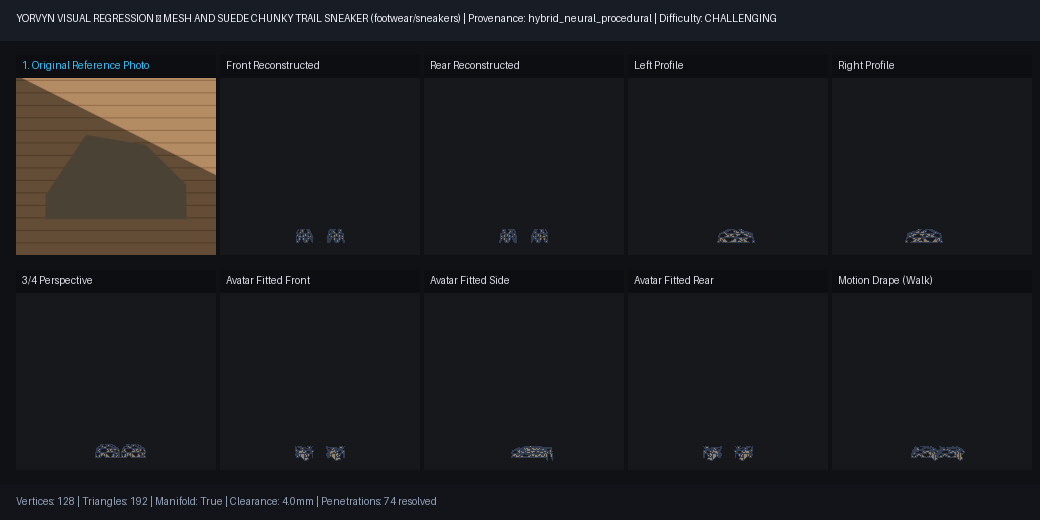 YORVYN VISUAL REGRESSION ▯ MESH AND SUEDE CHUNKY TRAIL SNEAKER (footwear/sneakers) | Provenance: hybrid_neural_procedural | Difficulty: CHALLENGING
1. Original Reference Photo
Front Reconstructed
Rear Reconstructed
Left Profile
Right Profile
3/4 Perspective
Avatar Fitted Front
Avatar Fitted Side
Avatar Fitted Rear
Motion Drape (Walk)
Vertices: 128 | Triangles: 192 | Manifold: True | Clearance: 4.0mm | Penetrations: 74 resolved